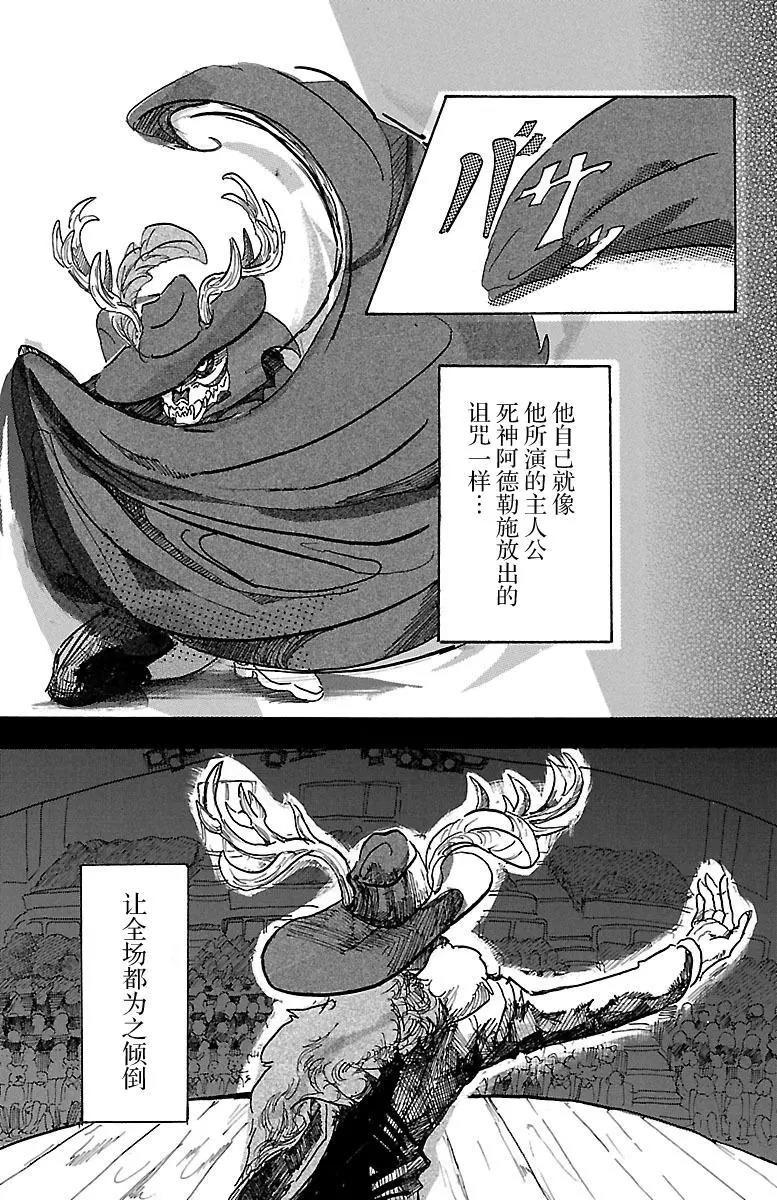 バサッ
他自己就像
他所演的主人公
死神阿德勒施放出的
诅咒一样…
让全场都为之倾倒